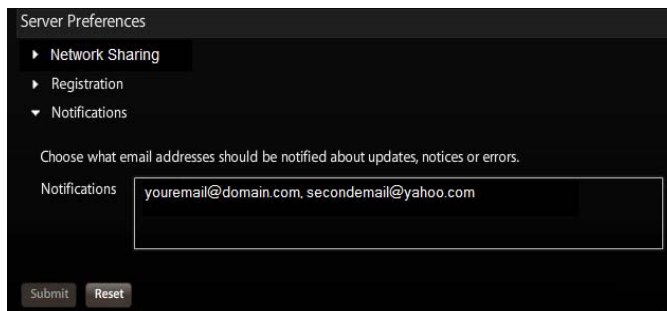 Server Preferences
Network Sharing
Registration
Notifications
Choose what email addresses should be notified about updates, notices or errors.
Notifications youremail@domain.com, secondemail@yahoo.com
Submit Reset